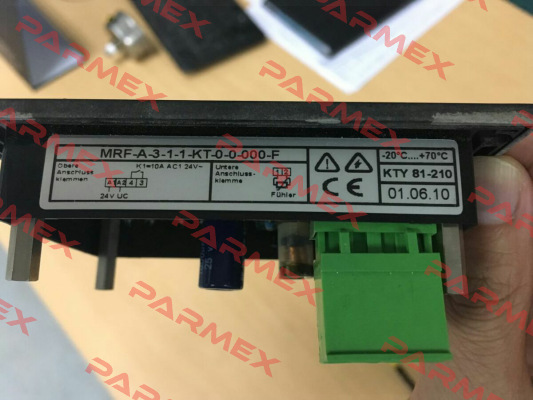 MRF-A-3-1-1-KT-0-0-000-F
Obere Anschluss klemmen
K1=10A AC1 24V~
A1 A2 4 3
24V UC
Untere Anschluss- klemme
1 2
Fühler
CE
-20°C....+70°C
KTY 81-210
01.06.10
PARMEX
PARMEX
PARMEX
PARMEX
PARMEX
PARMEX
PARMEX
PARMEX